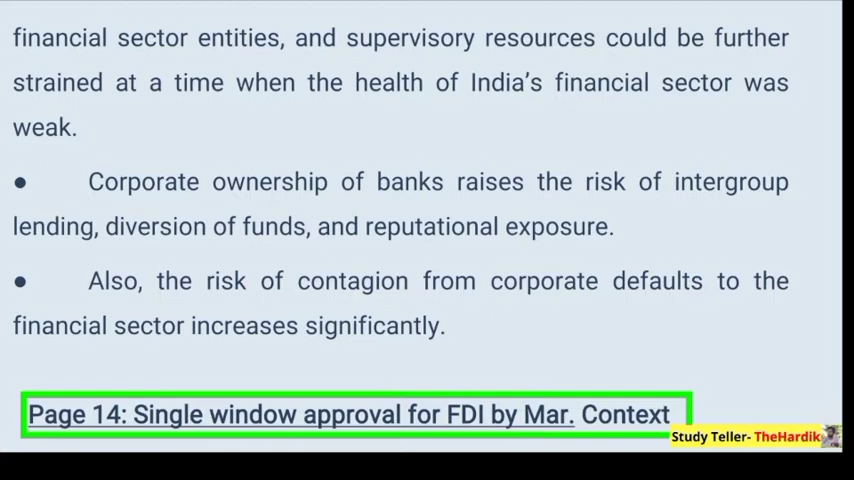 financial sector entities, and supervisory resources could be further
strained at a time when the health of India’s financial sector was
weak.
● Corporate ownership of banks raises the risk of intergroup
lending, diversion of funds, and reputational exposure.
● Also, the risk of contagion from corporate defaults to the
financial sector increases significantly.
Page 14: Single window approval for FDI by Mar. Context
Study Teller- TheHardik